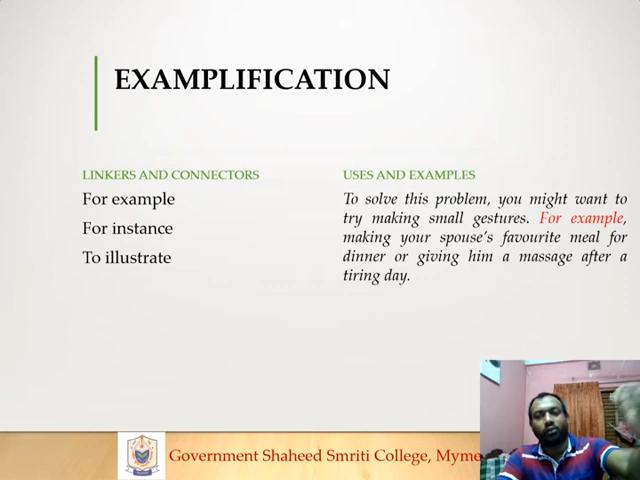 EXAMPLIFICATION
LINKERS AND CONNECTORS
For example
For instance
To illustrate
USES AND EXAMPLES
To solve this problem, you might want to
try making small gestures. For example,
making your spouse's favourite meal for
dinner or giving him a massage after a
tiring day.
Government Shaheed Smriti College, Myme